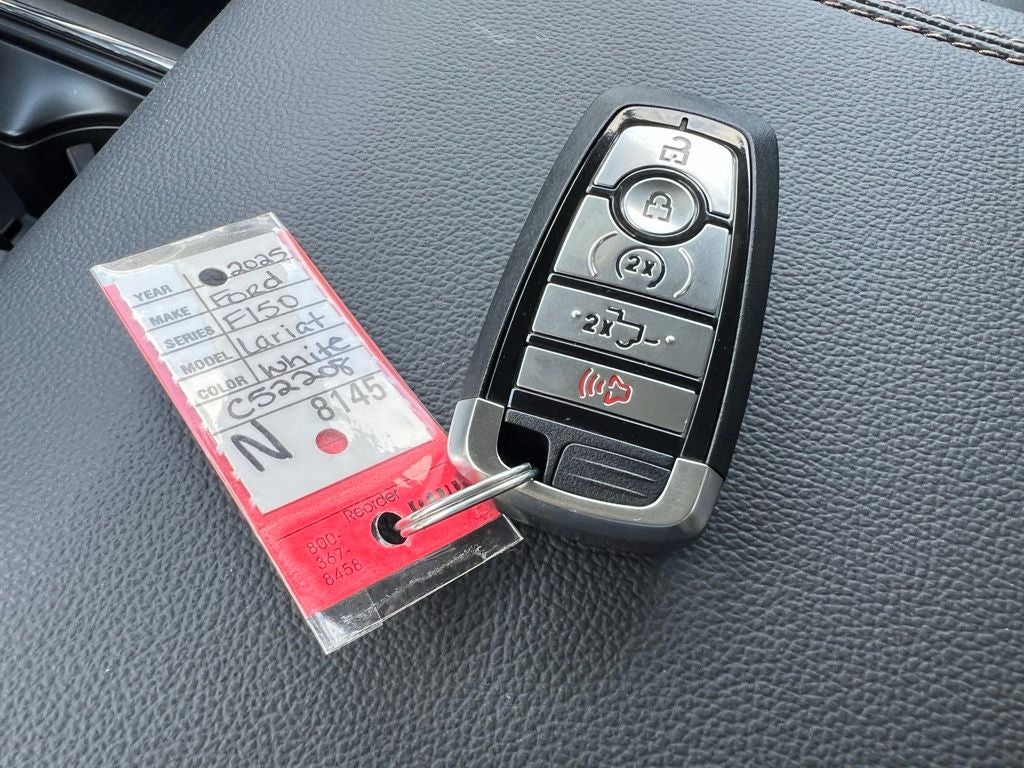 YEAR 2025
MAKE Ford
SERIES F150
MODEL Lariat
COLOR White
C52208
N 8145
Reorder
800-
367-
8458
2x
2x